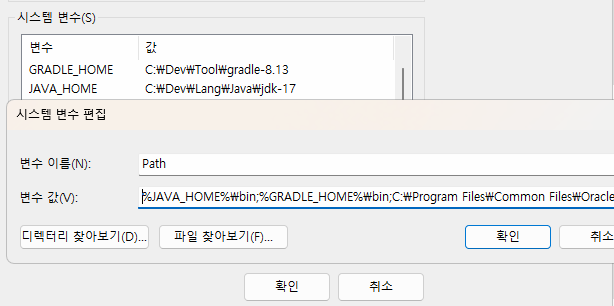 시스템 변수(S)
변수 값
GRADLE_HOME C:₩Dev₩Tool₩gradle-8.13
JAVA_HOME C:₩Dev₩Lang₩Java₩jdk-17
시스템 변수 편집
변수 이름(N): Path
변수 값(V): %JAVA_HOME%₩bin;%GRADLE_HOME%₩bin;C:₩Program Files₩Common Files₩Oracle
디렉터리 찾아보기(D)... 파일 찾아보기(F)... 확인 취소
확인 취소